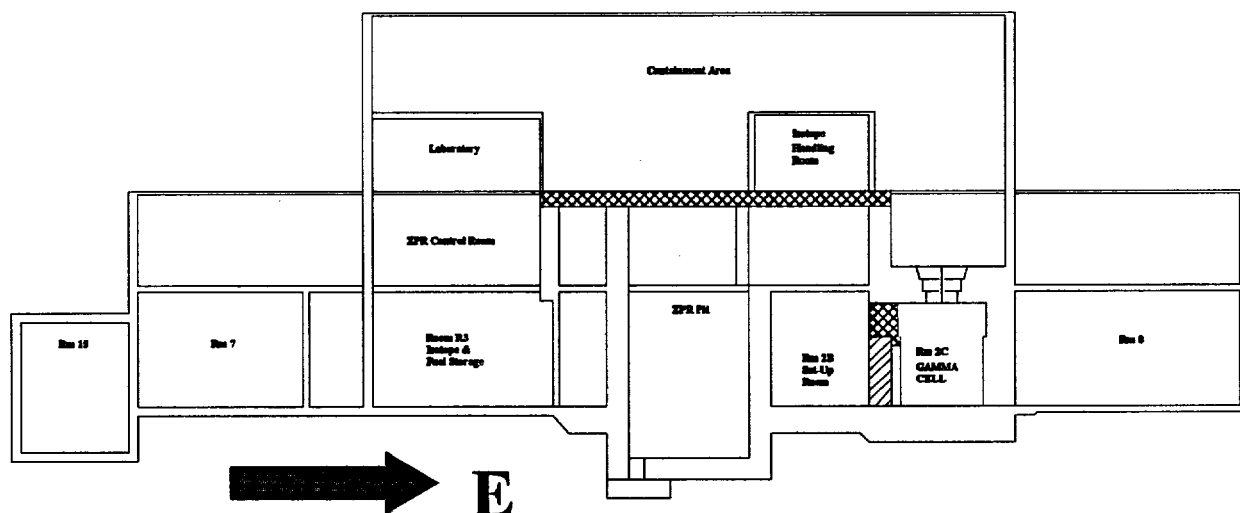 Containment Area
Laboratory
Isotope
Handling
Room
ZPR Control Room
Rm 15
Rm 7
Room R3
Isotope &
Fuel Storage
ZPR Pit
Rm 2B
Set-Up
Room
Rm 2C
GAMMA
CELL
Rm 8
E